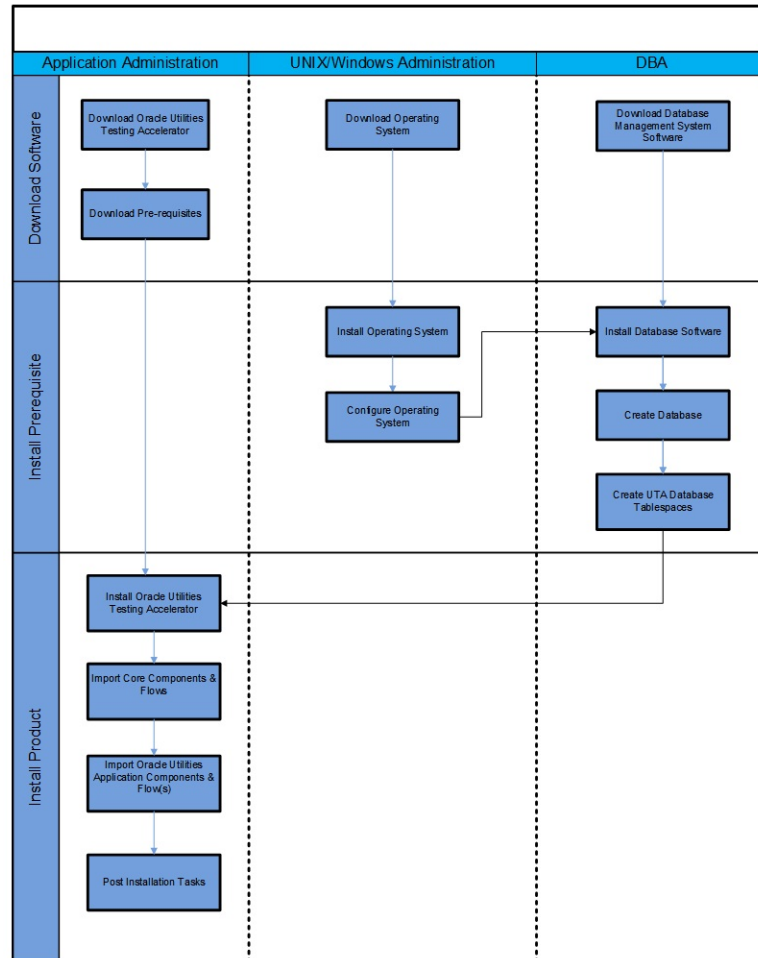 Application Administration
UNIX/Windows Administration
DBA
Download Software
Download Oracle Utilities
Testing Accelerator
Download Operating
System
Download Database
Management System
Software
Download Pre-requisites
Install Prerequisite
Install Operating System
Install Database Software
Configure Operating
System
Create Database
Create UTA Database
Tablespaces
Install Product
Install Oracle Utilities
Testing Accelerator
Import Core Components &
Flows
Import Oracle Utilities
Application Components &
Flow(s)
Post Installation Tasks